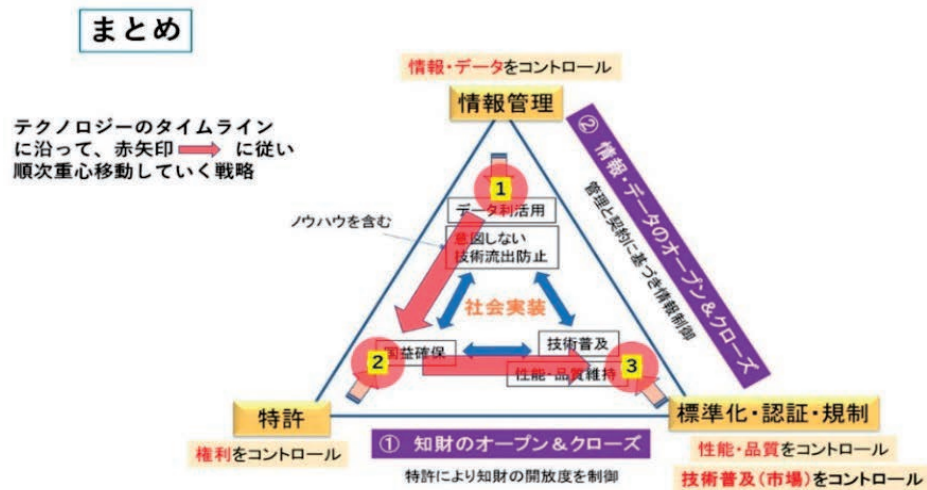 まとめ
情報・データをコントロール
情報管理
テクノロジーのタイムライン
に沿って、赤矢印 に従い
順次重心移動していく戦略
1
データ利活用
ノウハウを含む
意図しない
技術流出防止
② 情報・データのオープン&クローズ
管理と契約に基づき情報制御
社会実装
2
国益確保
技術普及
3
性能・品質維持
特許
標準化・認証・規制
権利をコントロール
① 知財のオープン&クローズ
特許により知財の開放度を制御
性能・品質をコントロール
技術普及(市場)をコントロール